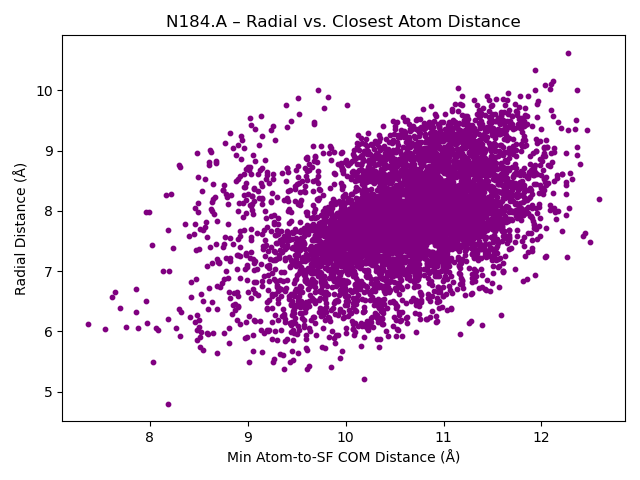 N184.A – Radial vs. Closest Atom Distance
Radial Distance (Å)
10
9
8
7
6
5
8 9 10 11 12
Min Atom-to-SF COM Distance (Å)